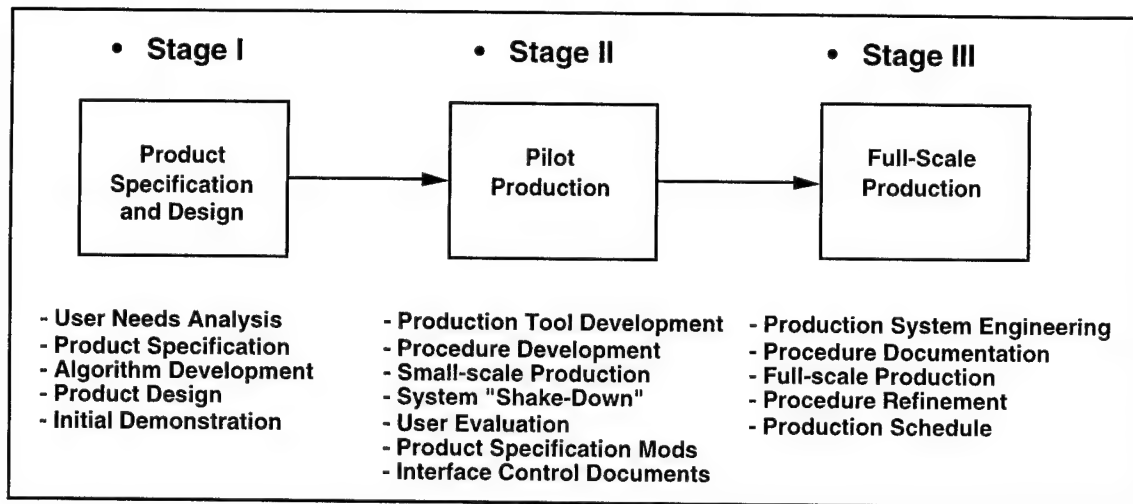 • Stage I
Product
Specification
and Design
- User Needs Analysis
- Product Specification
- Algorithm Development
- Product Design
- Initial Demonstration
• Stage II
Pilot
Production
- Production Tool Development
- Procedure Development
- Small-scale Production
- System "Shake-Down"
- User Evaluation
- Product Specification Mods
- Interface Control Documents
• Stage III
Full-Scale
Production
- Production System Engineering
- Procedure Documentation
- Full-scale Production
- Procedure Refinement
- Production Schedule